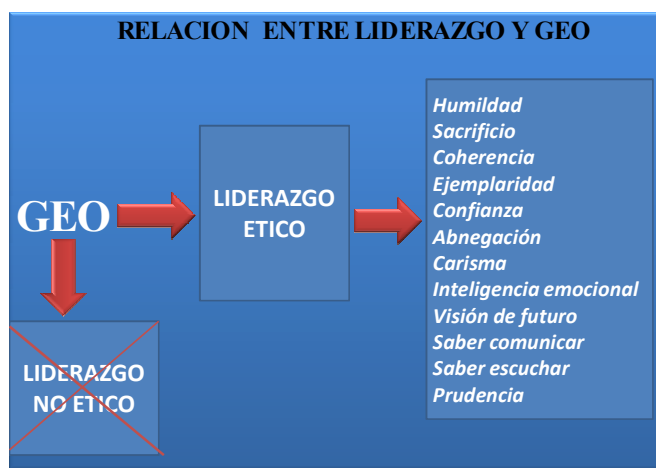 RELACION ENTRE LIDERAZGO Y GEO
GEO
LIDERAZGO
ETICO
Humildad
Sacrificio
Coherencia
Ejemplaridad
Confianza
Abnegación
Carisma
Inteligencia emocional
Visión de futuro
Saber comunicar
Saber escuchar
Prudencia
LIDERAZGO
NO ETICO